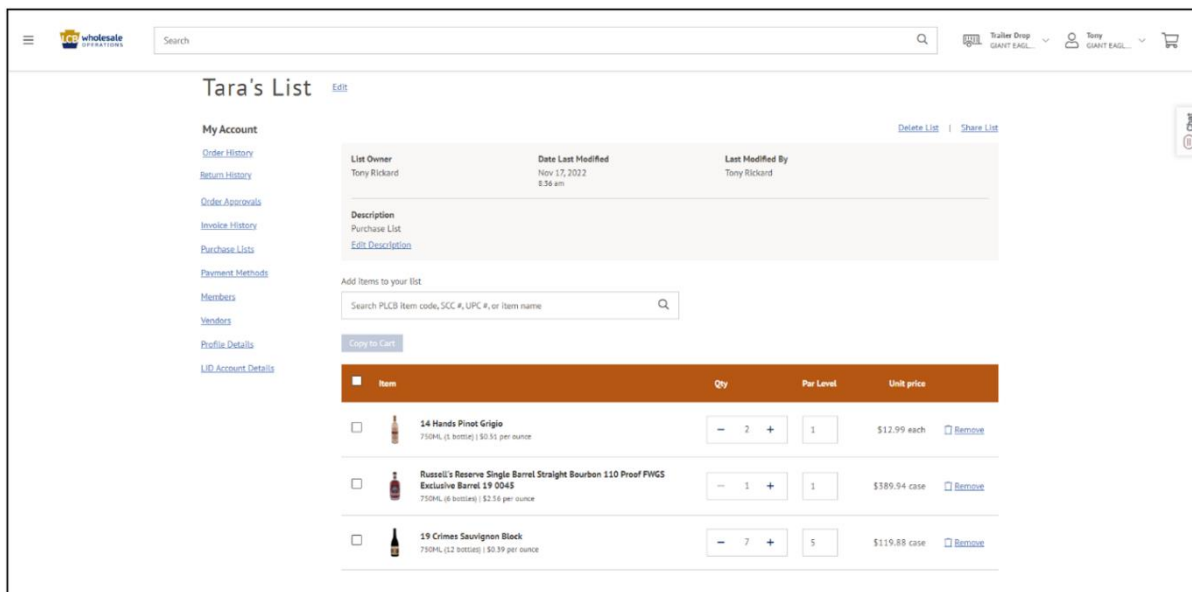 LCB wholesale
OPERATIONS
Search
Trailer Drop
GIANT EAGL...
Tony
GIANT EAGL...
Tara's List Edit
My Account
Order History
Return History
Order Approvals
Invoice History
Purchase Lists
Payment Methods
Members
Vendors
Profile Details
LID Account Details
Delete List | Share List
Chat
List Owner
Tony Rickard
Date Last Modified
Nov 17, 2022
8:36 am
Last Modified By
Tony Rickard
Description
Purchase List
Edit Description
Add items to your list
Search PLCB item code, SCC #, UPC #, or item name
Copy to Cart
Item Qty Par Level Unit price
14 Hands Pinot Grigio
750ML (1 bottle) | $0.51 per ounce
− 2 + 1 $12.99 each Remove
Russell's Reserve Single Barrel Straight Bourbon 110 Proof FWGS
Exclusive Barrel 19 0045
750ML (6 bottles) | $2.56 per ounce
− 1 + 1 $389.94 case Remove
19 Crimes Sauvignon Block
750ML (12 bottles) | $0.39 per ounce
− 7 + 5 $119.88 case Remove